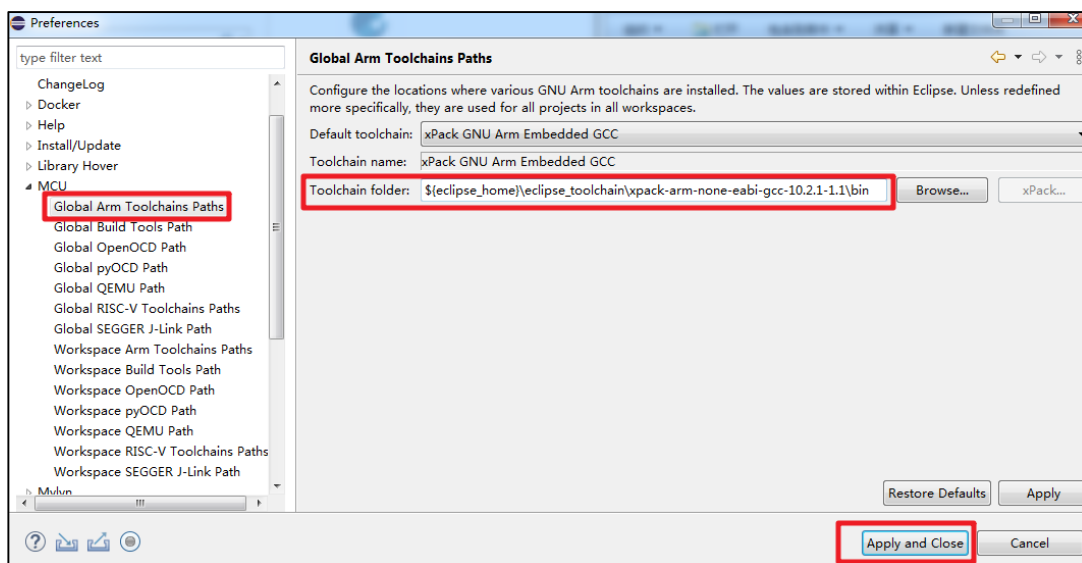 Preferences
type filter text
ChangeLog
Docker
Help
Install/Update
Library Hover
MCU
Global Arm Toolchains Paths
Global Build Tools Path
Global OpenOCD Path
Global pyOCD Path
Global QEMU Path
Global RISC-V Toolchains Paths
Global SEGGER J-Link Path
Workspace Arm Toolchains Paths
Workspace Build Tools Path
Workspace OpenOCD Path
Workspace pyOCD Path
Workspace QEMU Path
Workspace RISC-V Toolchains Paths
Workspace SEGGER J-Link Path
Mylyn
Global Arm Toolchains Paths
Configure the locations where various GNU Arm toolchains are installed. The values are stored within Eclipse. Unless redefined
more specifically, they are used for all projects in all workspaces.
Default toolchain: xPack GNU Arm Embedded GCC
Toolchain name: xPack GNU Arm Embedded GCC
Toolchain folder: ${eclipse_home}\eclipse_toolchain\xpack-arm-none-eabi-gcc-10.2.1-1.1\bin Browse... xPack...
Restore Defaults Apply
Apply and Close Cancel